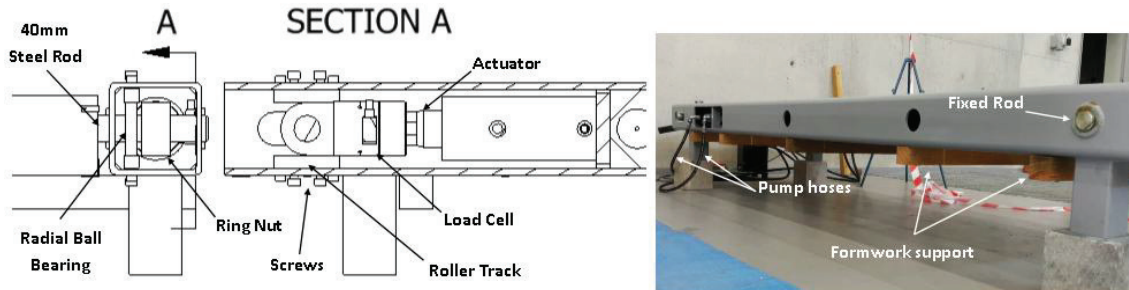 A
SECTION A
40mm
Steel Rod
Actuator
Fixed Rod
Pump hoses
Ring Nut
Load Cell
Radial Ball
Bearing
Screws
Roller Track
Formwork support